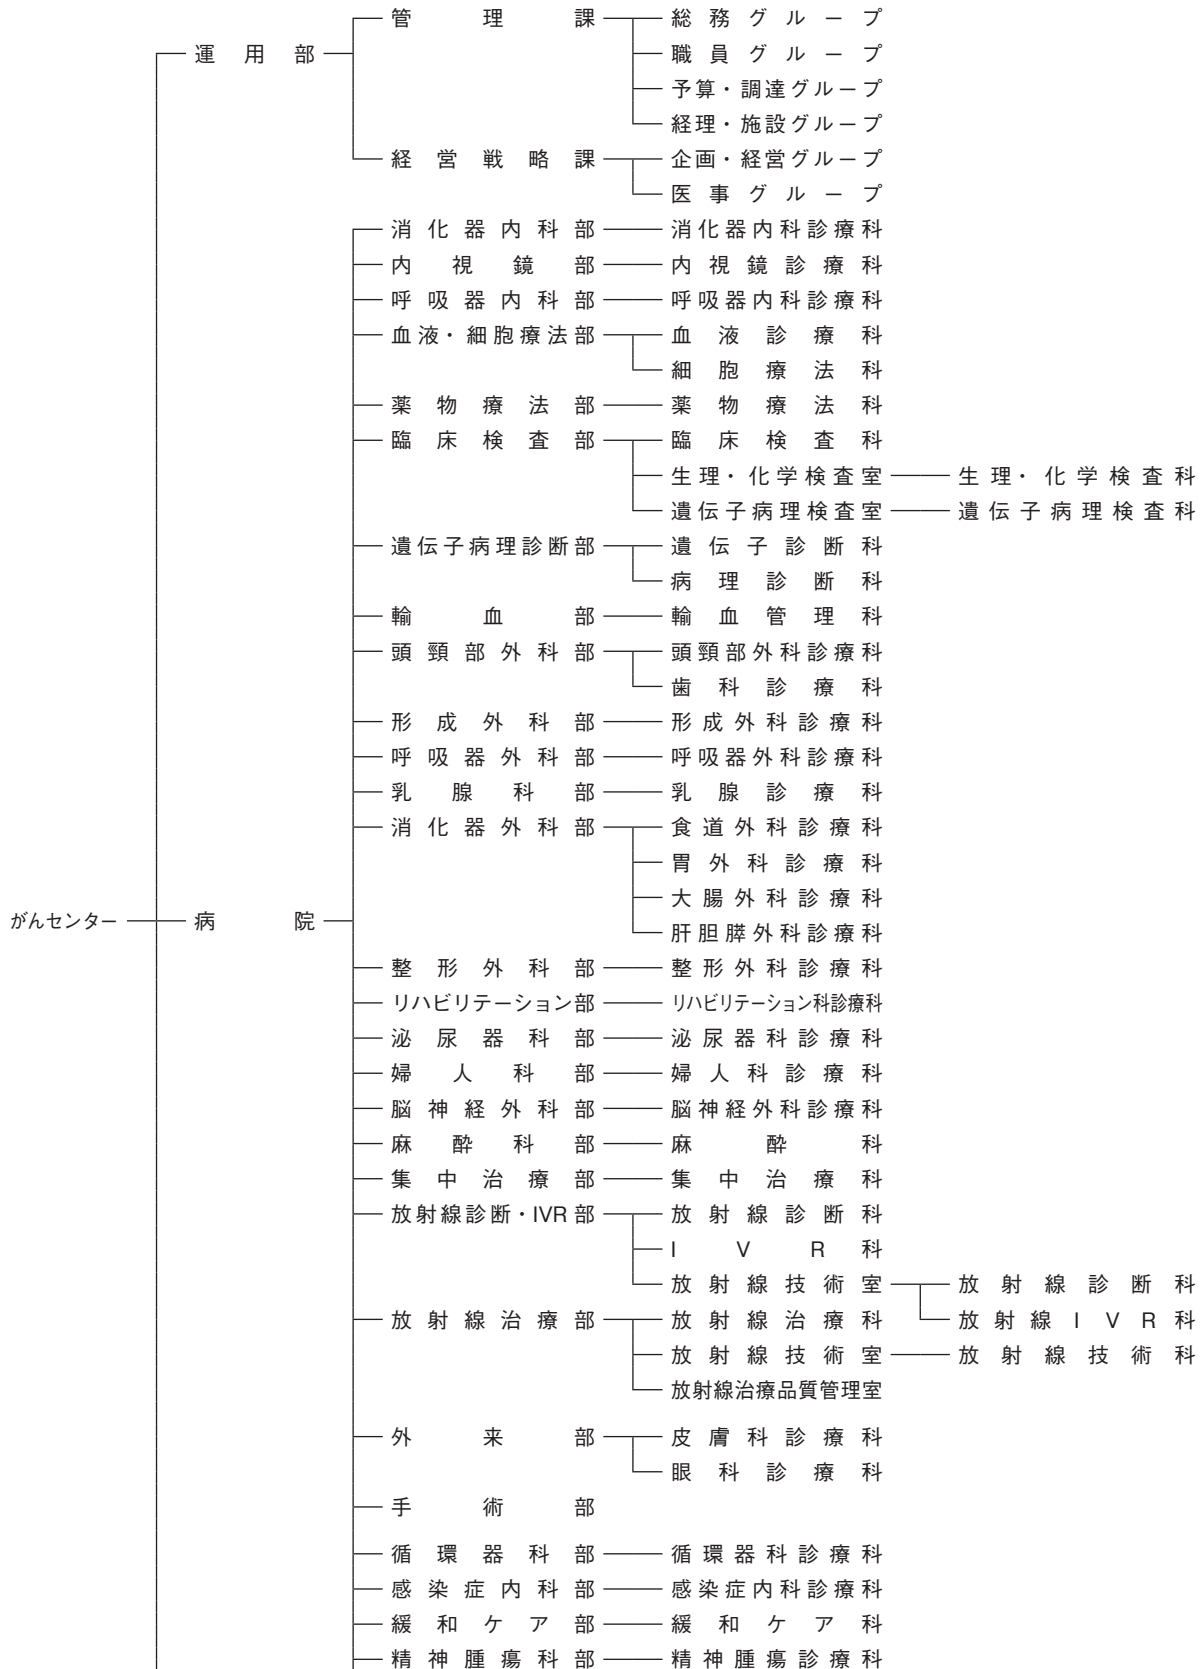 管理課 総務グループ
運用部 職員グループ
予算・調達グループ
経理・施設グループ
経営戦略課 企画・経営グループ
医事グループ
消化器内科部 消化器内科診療科
内視鏡部 内視鏡診療科
呼吸器内科部 呼吸器内科診療科
血液・細胞療法部 血液診療科
細胞療法科
薬物療法部 薬物療法科
臨床検査部 臨床検査科
生理・化学検査室 生理・化学検査科
遺伝子病理検査室 遺伝子病理検査科
遺伝子病理診断部 遺伝子診断科
病理診断科
輸血部 輸血管理科
頭頸部外科部 頭頸部外科診療科
歯科診療科
形成外科部 形成外科診療科
呼吸器外科部 呼吸器外科診療科
乳腺科部 乳腺診療科
消化器外科部 食道外科診療科
胃外科診療科
大腸外科診療科
がんセンター 病院
肝胆膵外科診療科
整形外科部 整形外科診療科
リハビリテーション部 リハビリテーション科診療科
泌尿器科部 泌尿器科診療科
婦人科部 婦人科診療科
脳神経外科部 脳神経外科診療科
麻酔科部 麻酔科
集中治療部 集中治療科
放射線診断・IVR部 放射線診断科
IVR科
放射線技術室 放射線診断科
放射線治療部 放射線治療科 放射線IVR科
放射線技術室 放射線技術科
放射線治療品質管理室
外来部 皮膚科診療科
眼科診療科
手術部
循環器科部 循環器科診療科
感染症内科部 感染症内科診療科
緩和ケア部 緩和ケア科
精神腫瘍科部 精神腫瘍診療科